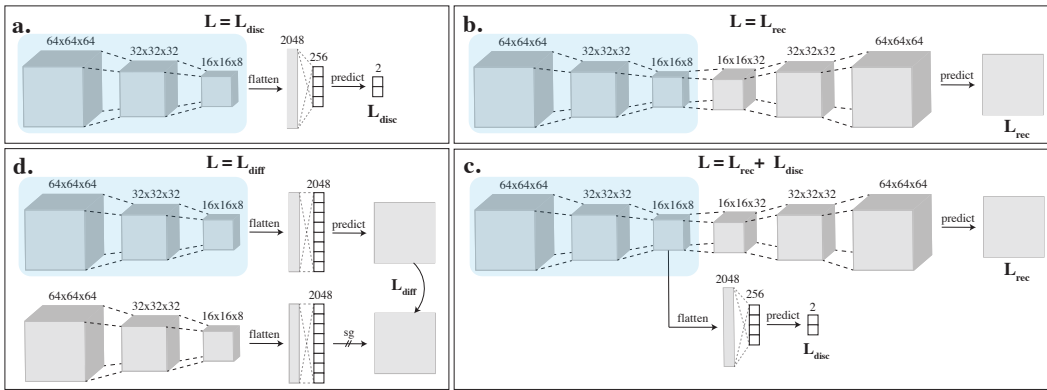 a.
L = L_disc
64x64x64
32x32x32
16x16x8
flatten
2048
256
predict
2
L_disc
b.
L = L_rec
64x64x64
32x32x32
16x16x8
16x16x32
32x32x32
64x64x64
predict
L_rec
d.
L = L_diff
64x64x64
32x32x32
16x16x8
flatten
2048
predict
L_diff
64x64x64
32x32x32
16x16x8
flatten
2048
sg
c.
L = L_rec + L_disc
64x64x64
32x32x32
16x16x8
16x16x32
32x32x32
64x64x64
predict
L_rec
flatten
2048
256
predict
2
L_disc